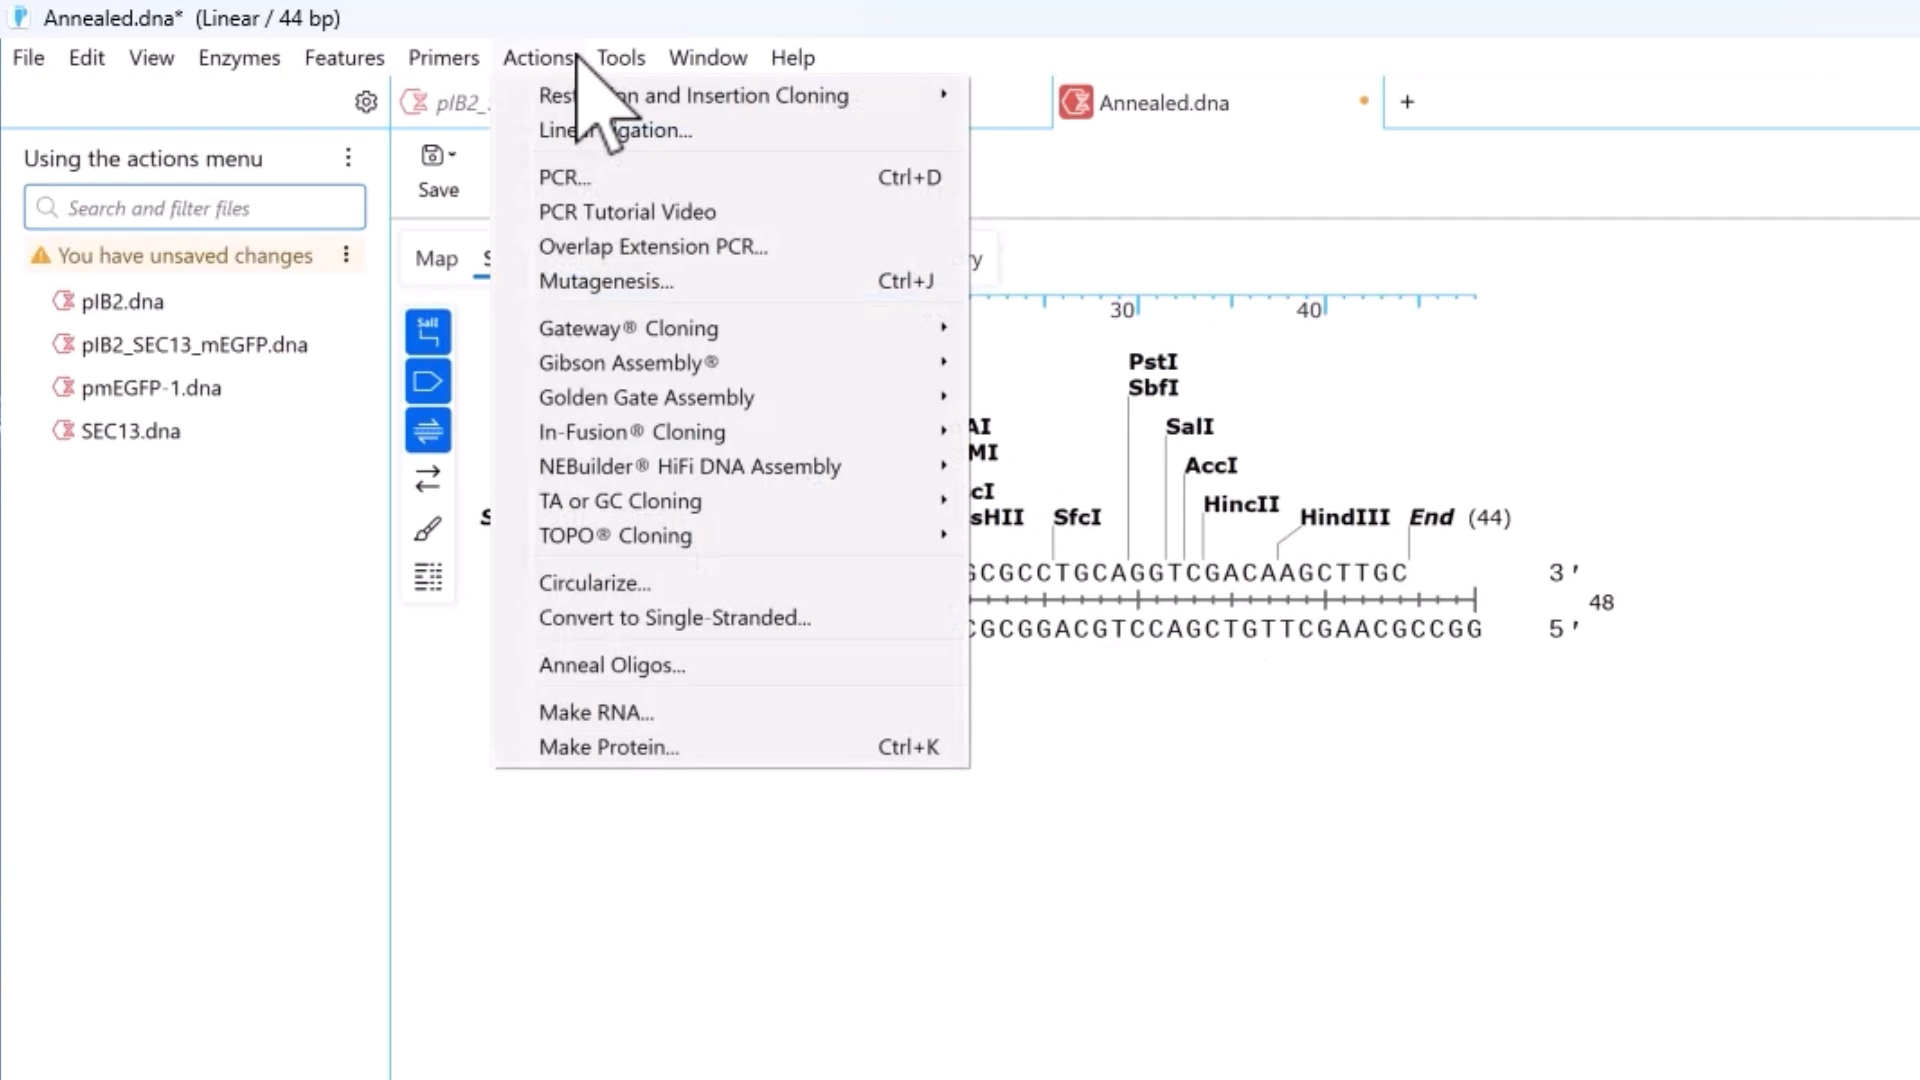 Annealed.dna* (Linear / 44 bp)
File Edit View Enzymes Features Primers Actions Tools Window Help
pIB2_
Annealed.dna
+
Using the actions menu
Search and filter files
You have unsaved changes
pIB2.dna
pIB2_SEC13_mEGFP.dna
pmEGFP-1.dna
SEC13.dna
Save
Map
SalI
and Insertion Cloning
PCR... Ctrl+D
PCR Tutorial Video
Overlap Extension PCR...
Mutagenesis... Ctrl+J
Gateway® Cloning
Gibson Assembly®
Golden Gate Assembly
In-Fusion® Cloning
NEBuilder® HiFi DNA Assembly
TA or GC Cloning
TOPO® Cloning
Circularize...
Convert to Single-Stranded...
Anneal Oligos...
Make RNA...
Make Protein... Ctrl+K
30 40
PstI
SbfI
SalI
AccI
HincII
sHII SfcI HindIII End (44)
GCGCCTGCAGGTCGACAAGCTTGC 3'
48
CGCGGACGTCCAGCTGTTCGAACGCCGG 5'